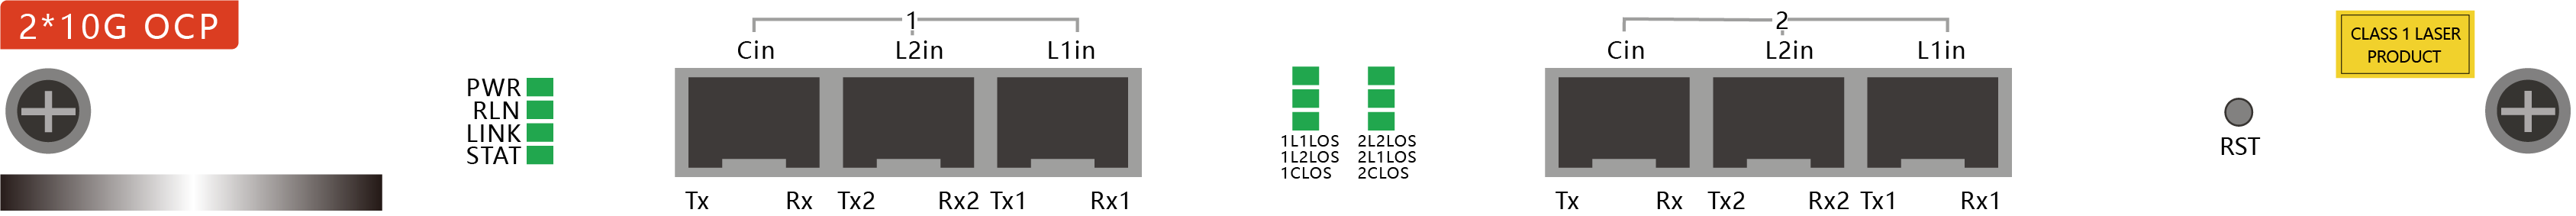 2*10G OCP
PWR
RLN
LINK
STAT
1
Cin L2in L1in
Tx Rx Tx2 Rx2 Tx1 Rx1
1L1LOS 2L2LOS
1L2LOS 2L1LOS
1CLOS 2CLOS
2
Cin L2in L1in
Tx Rx Tx2 Rx2 Tx1 Rx1
RST
CLASS 1 LASER
PRODUCT